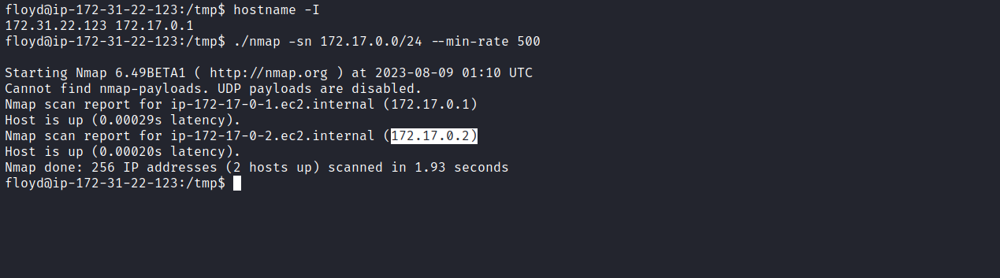 floyd@ip-172-31-22-123:/tmp$ hostname -I
172.31.22.123 172.17.0.1
floyd@ip-172-31-22-123:/tmp$ ./nmap -sn 172.17.0.0/24 --min-rate 500
Starting Nmap 6.49BETA1 ( http://nmap.org ) at 2023-08-09 01:10 UTC
Cannot find nmap-payloads. UDP payloads are disabled.
Nmap scan report for ip-172-17-0-1.ec2.internal (172.17.0.1)
Host is up (0.00029s latency).
Nmap scan report for ip-172-17-0-2.ec2.internal (172.17.0.2)
Host is up (0.00020s latency).
Nmap done: 256 IP addresses (2 hosts up) scanned in 1.93 seconds
floyd@ip-172-31-22-123:/tmp$